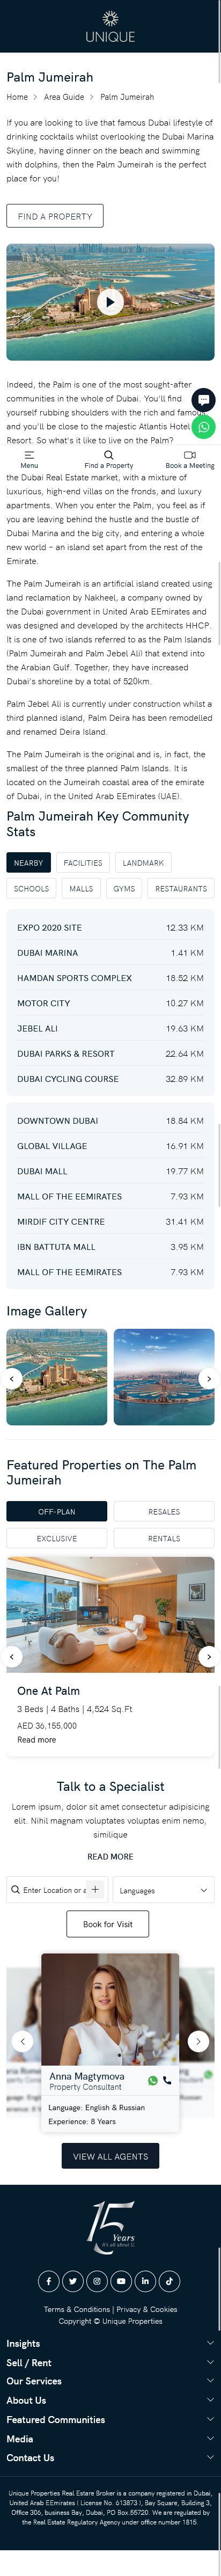 UNIQUE
Palm Jumeirah
Home > Area Guide > Palm Jumeirah
If you are looking to live that famous Dubai lifestyle of
drinking cocktails whilst overlooking the Dubai Marina
Skyline, having dinner on the beach and swimming
with dolphins, then the Palm Jumeirah is the perfect
place for you!
FIND A PROPERTY
Indeed, the Palm is one of the most sought-after
communities in the whole of Dubai. You'll find
yourself rubbing shoulders with the rich and famous,
and you'll be close to the majestic Atlantis Hotel
Resort. So what's it like to live on the Palm?
Menu
Find a Property
Book a Meeting
Dubai Real Estate market, with a mixture of
luxurious, high-end villas on the fronds, and luxury
apartments. When you enter the Palm, you feel as if
you are leaving behind the hustle and the bustle of
Dubai Marina and the big city, and entering a whole
new world – an island set apart from the rest of the
Emirate.
The Palm Jumeirah is an artificial island created using
land reclamation by Nakheel, a company owned by
the Dubai government in United Arab EEmirates and
was designed and developed by the architects HHCP.
It is one of two islands referred to as the Palm Islands
(Palm Jumeirah and Palm Jebel Ali) that extend into
the Arabian Gulf. Together, they have increased
Dubai's shoreline by a total of 520km.
Palm Jebel Ali is currently under construction whilst a
third planned island, Palm Deira has been remodelled
and renamed Deira Island.
The Palm Jumeirah is the original and is, in fact, the
smallest of the three planned Palm Islands. It is
located on the Jumeirah coastal area of the emirate
of Dubai, in the United Arab EEmirates (UAE).
Palm Jumeirah Key Community
Stats
NEARBY FACILITIES LANDMARK
SCHOOLS MALLS GYMS RESTAURANTS
EXPO 2020 SITE 12.33 KM
DUBAI MARINA 1.41 KM
HAMDAN SPORTS COMPLEX 18.52 KM
MOTOR CITY 10.27 KM
JEBEL ALI 19.63 KM
DUBAI PARKS & RESORT 22.64 KM
DUBAI CYCLING COURSE 32.89 KM
DOWNTOWN DUBAI 18.84 KM
GLOBAL VILLAGE 16.91 KM
DUBAI MALL 19.77 KM
MALL OF THE EEMIRATES 7.93 KM
MIRDIF CITY CENTRE 31.41 KM
IBN BATTUTA MALL 3.95 KM
MALL OF THE EEMIRATES 7.93 KM
Image Gallery
Featured Properties on The Palm
Jumeirah
OFF-PLAN RESALES
EXCLUSIVE RENTALS
One At Palm
3 Beds | 4 Baths | 4,524 Sq.Ft
AED 36,155,000
Read more
Talk to a Specialist
Lorem ipsum, dolor sit amet consectetur adipisicing
elit. Nihil magnam voluptates voluptas enim nemo,
similique
READ MORE
Enter Location or a
Languages
Book for Visit
Anna Magtymova
Property Consultant
Language: English & Russian
Experience: 8 Years
VIEW ALL AGENTS
15 Years
It's all about U.
Terms & Conditions | Privacy & Cookies
Copyright © Unique Properties
Insights
Sell / Rent
Our Services
About Us
Featured Communities
Media
Contact Us
Unique Properties Real Estare Broker is a company registered in Dubai,
United Arab EEmirates ( License No. 613873 ), Bay Square, Building 3,
Office 306, business Bay, Dubai, PO Box.55720. We are regulated by
the Real Estate Regulatory Agency under office number 1815.